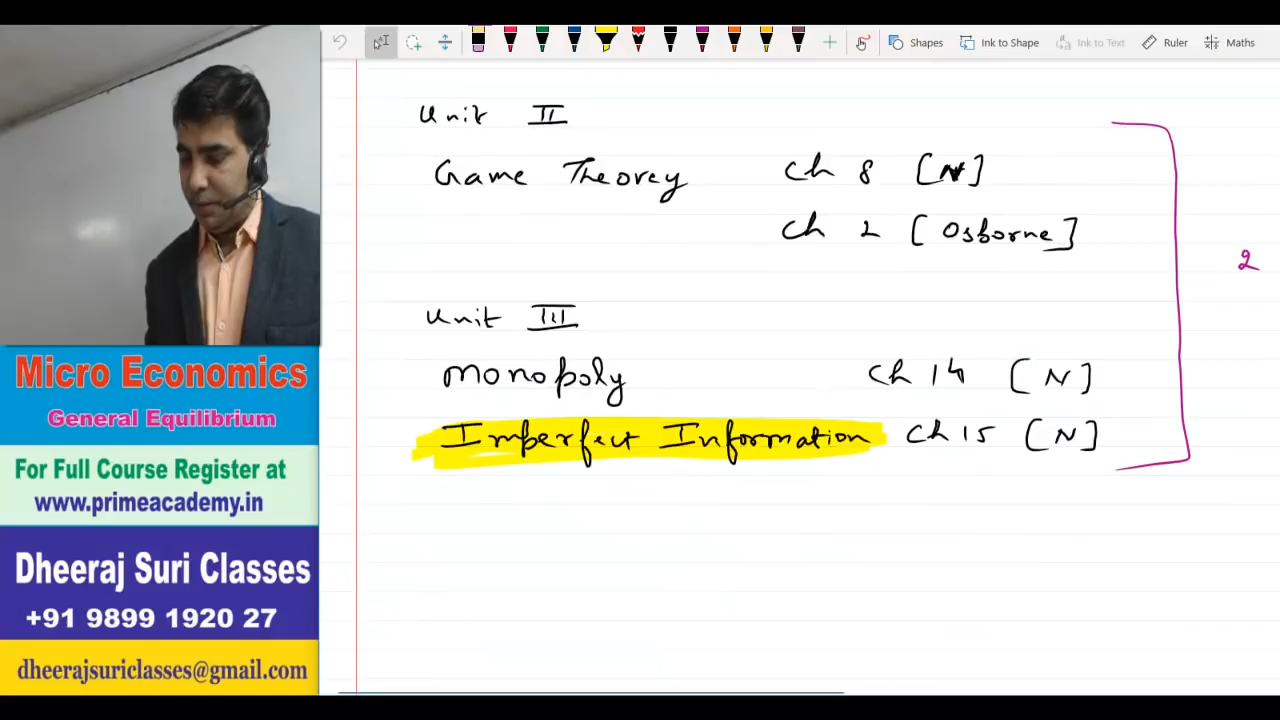 Shapes
Ink to Shape
Ink to Text
Ruler
Maths
Unit II
Game Theorey ch 8 [N]
ch 2 [Osborne]
2
Unit III
Monopoly ch 14 [N]
Imperfect Information ch 15 [N]
Micro Economics
General Equilibrium
For Full Course Register at
www.primeacademy.in
Dheeraj Suri Classes
+91 9899 1920 27
dheerajsuriclasses@gmail.com